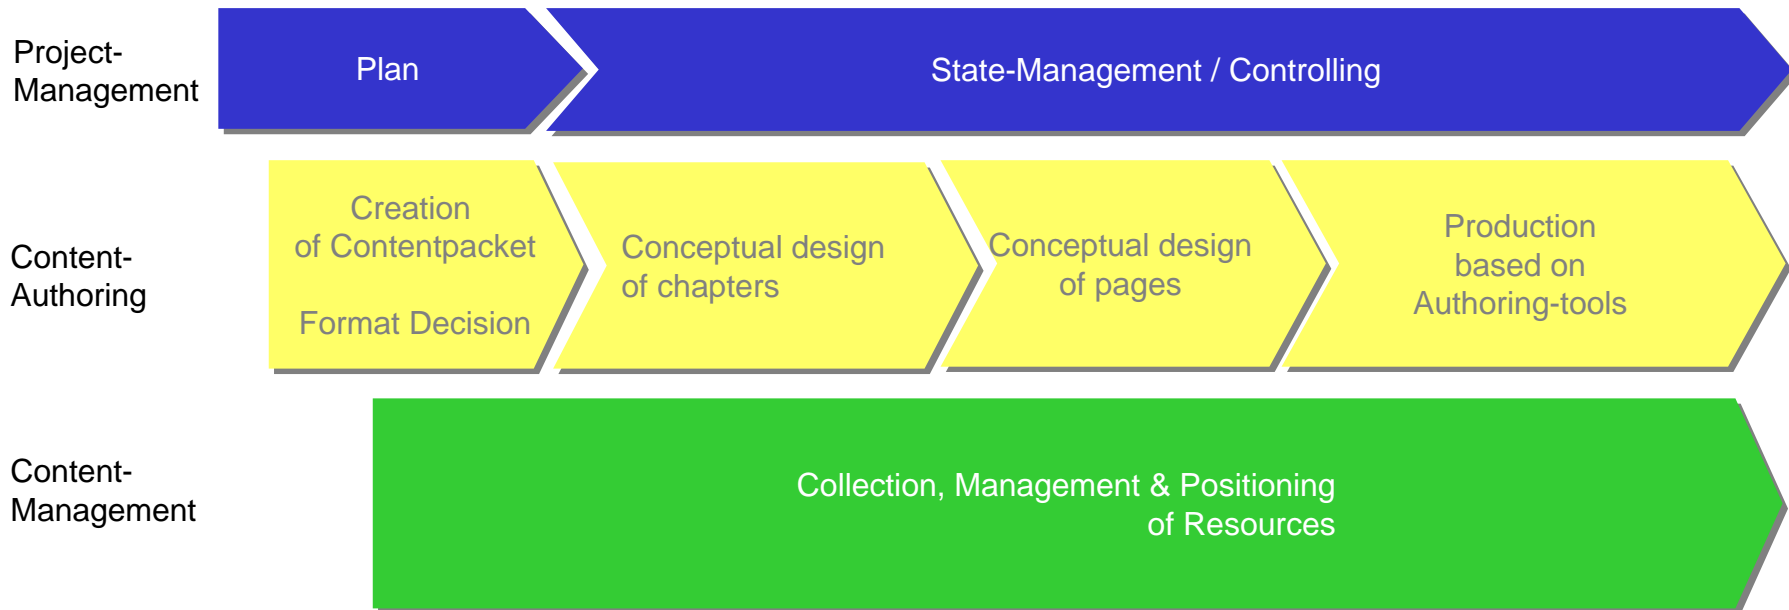 Project-
Management
Plan
State-Management / Controlling
Content-
Authoring
Creation
of Contentpacket
Format Decision
Conceptual design
of chapters
Conceptual design
of pages
Production
based on
Authoring-tools
Content-
Management
Collection, Management & Positioning
of Resources